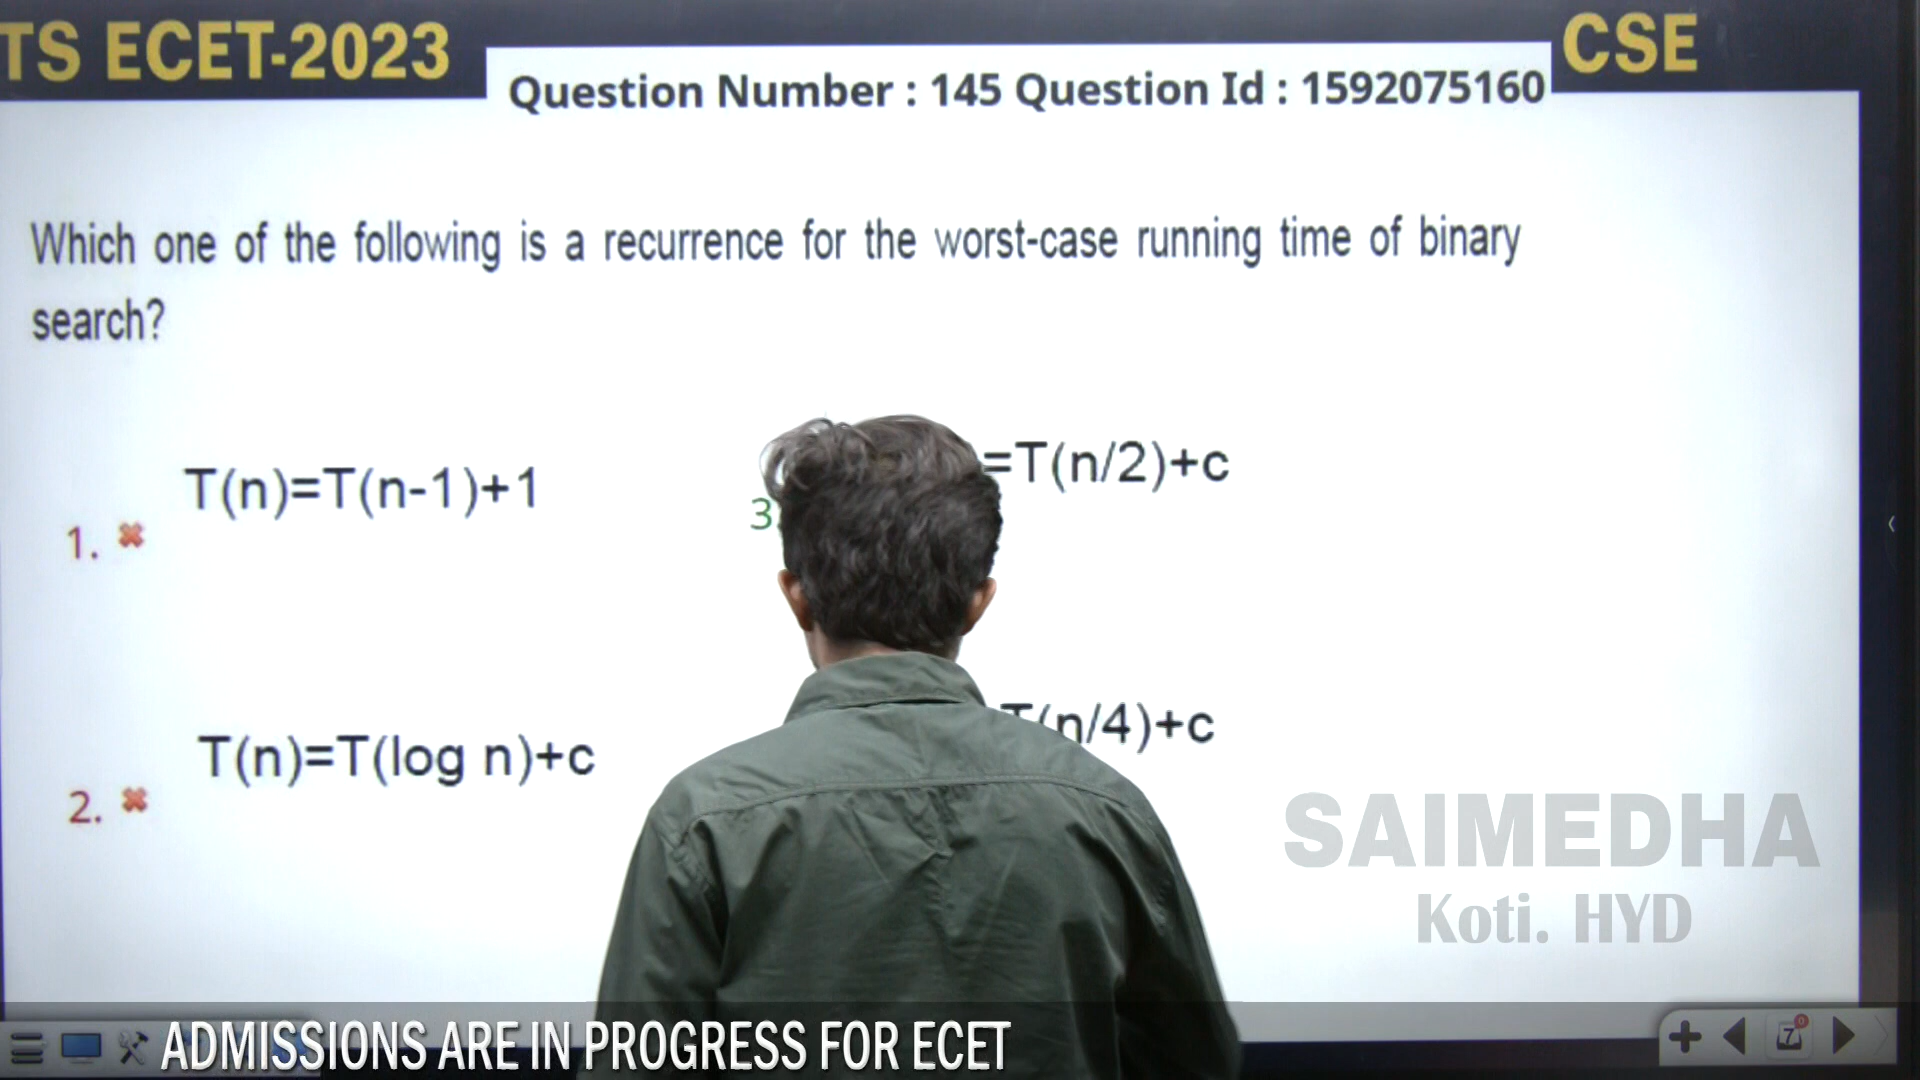 TS ECET-2023
CSE
Question Number : 145 Question Id : 1592075160
Which one of the following is a recurrence for the worst-case running time of binary
search?
T(n)=T(n-1)+1
1.
=T(n/2)+c
3
T(n)=T(log n)+c
2.
T(n/4)+c
SAIMEDHA
Koti. HYD
ADMISSIONS ARE IN PROGRESS FOR ECET
7
0